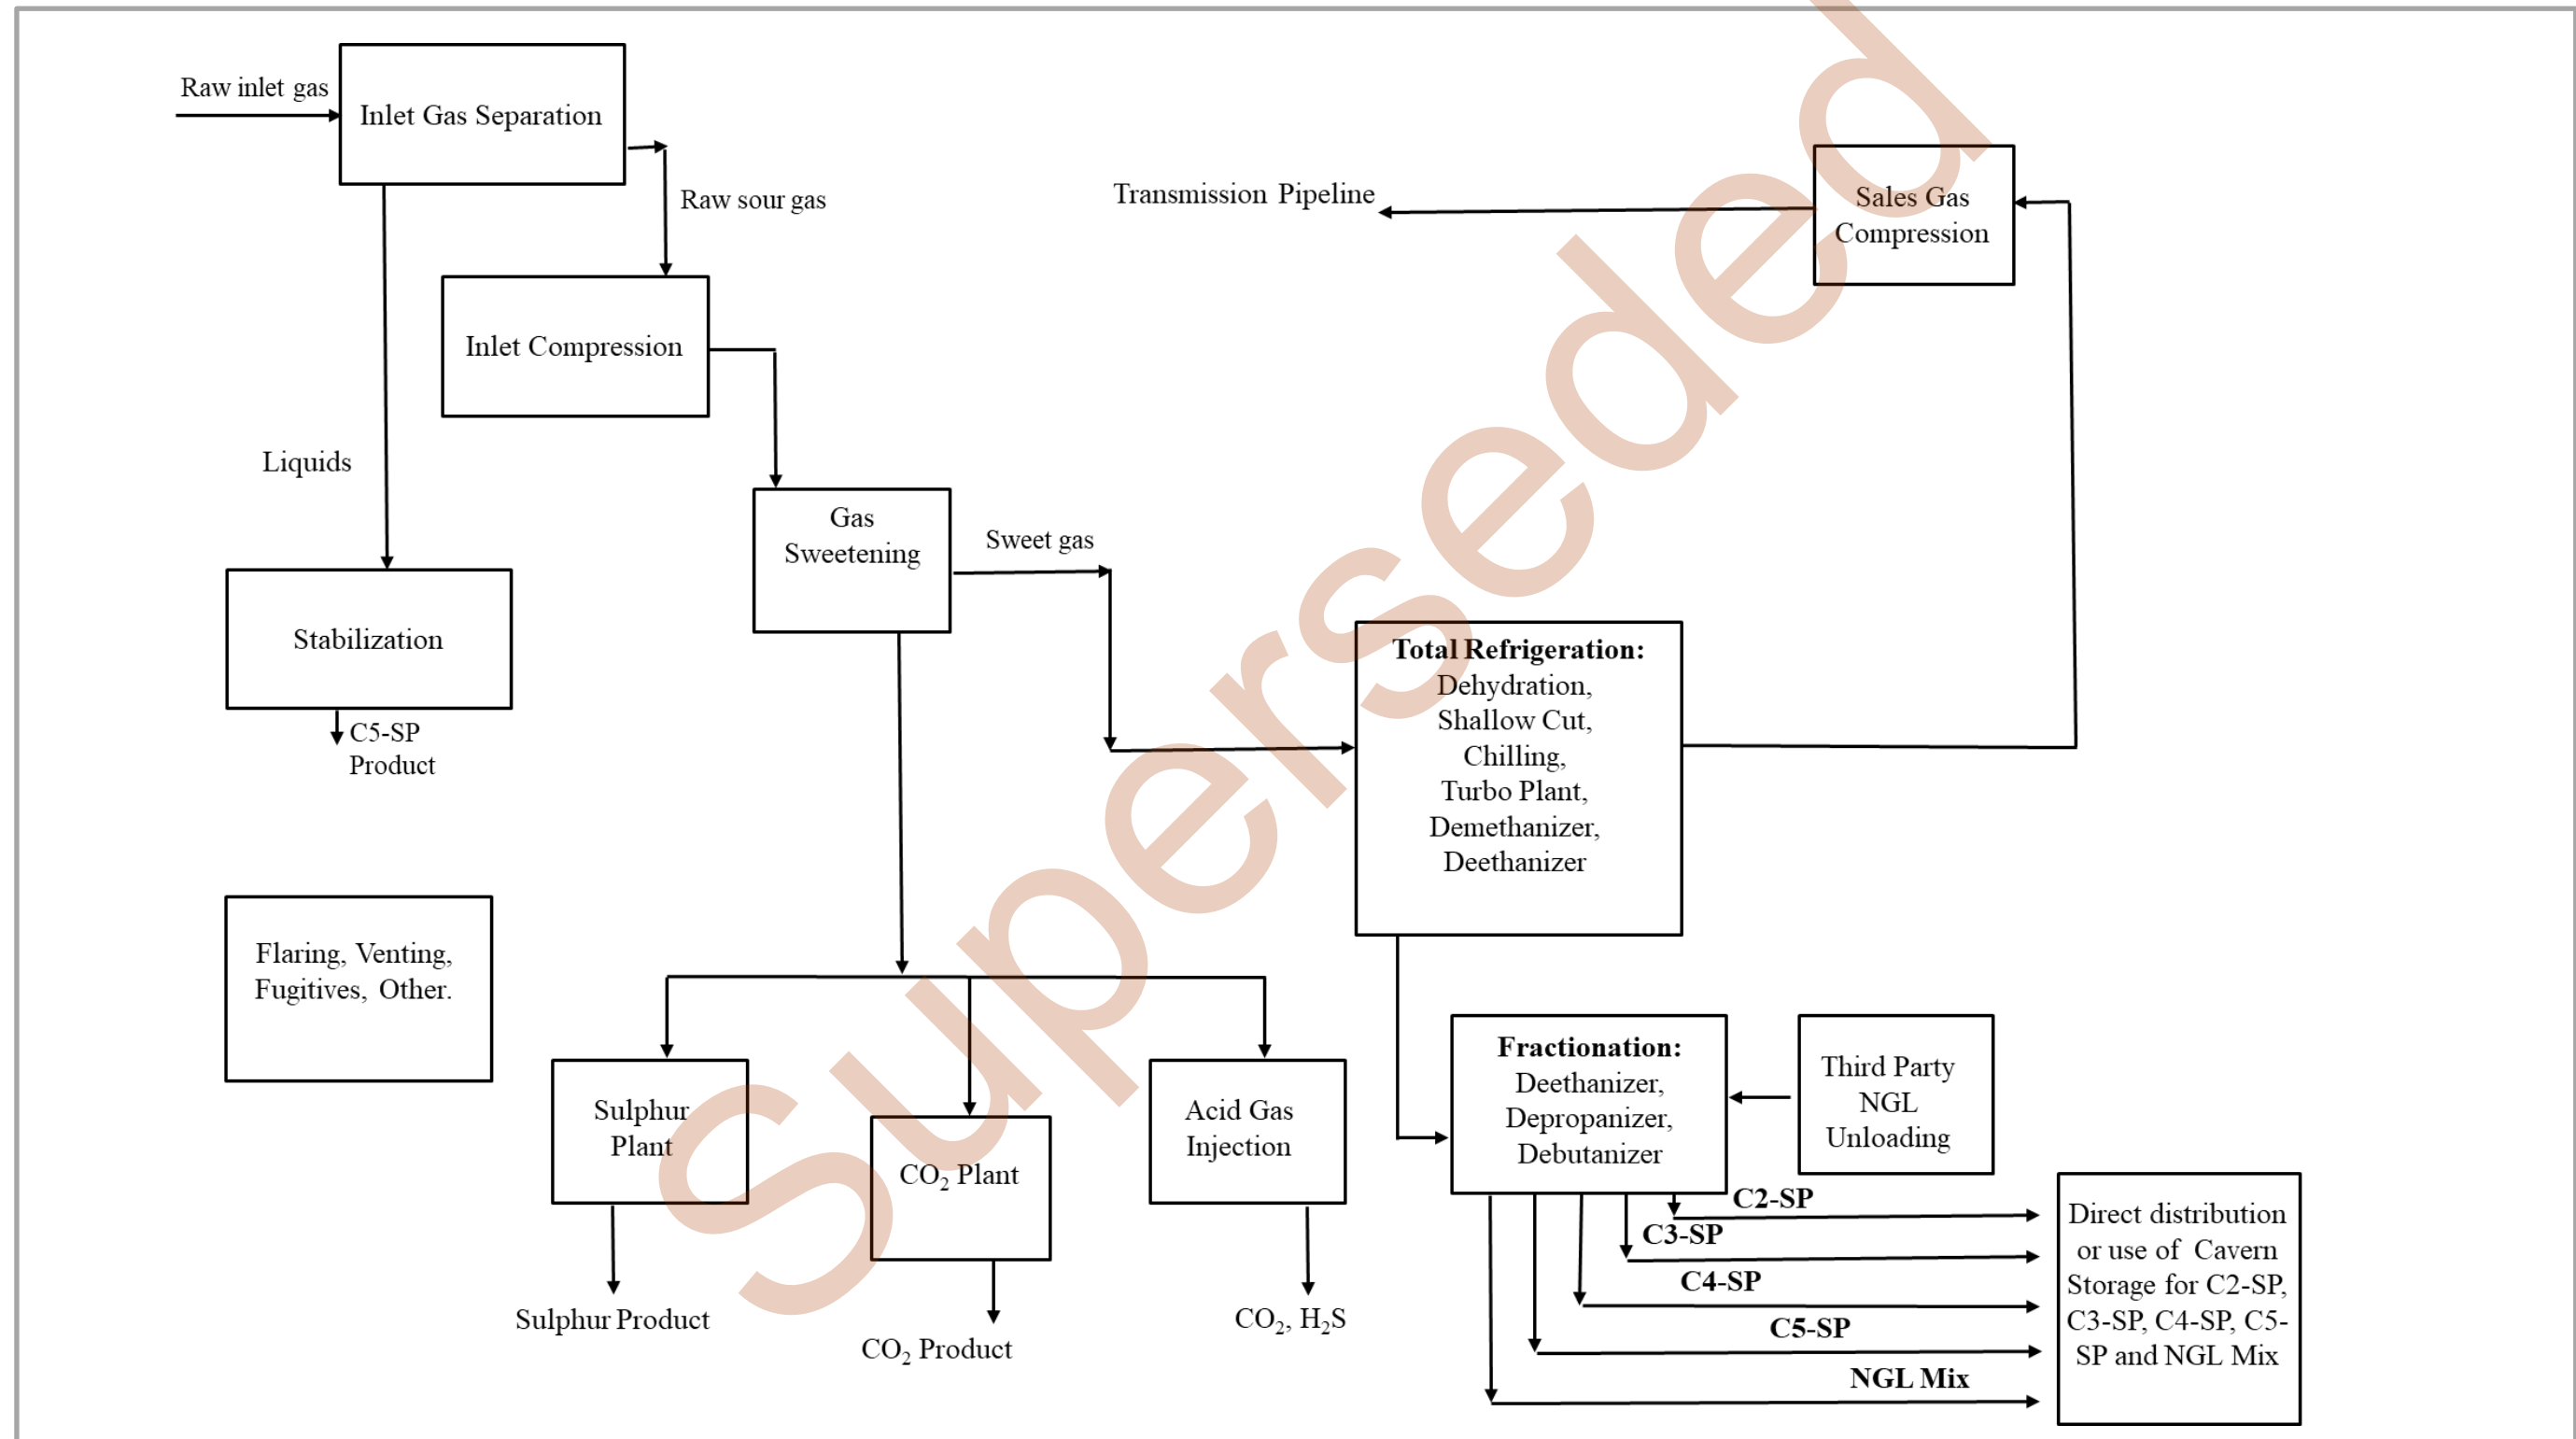 Raw inlet gas
Inlet Gas Separation
Raw sour gas
Transmission Pipeline
Sales Gas
Compression
Inlet Compression
Liquids
Gas
Sweetening
Sweet gas
Stabilization
C5-SP
Product
Total Refrigeration:
Dehydration,
Shallow Cut,
Chilling,
Turbo Plant,
Demethanizer,
Deethanizer
Flaring, Venting,
Fugitives, Other.
Sulphur
Plant
CO₂ Plant
Acid Gas
Injection
Fractionation:
Deethanizer,
Depropanizer,
Debutanizer
Third Party
NGL
Unloading
C2-SP
C3-SP
C4-SP
C5-SP
NGL Mix
Direct distribution
or use of Cavern
Storage for C2-SP,
C3-SP, C4-SP, C5-
SP and NGL Mix
Sulphur Product
CO₂ Product
CO₂, H₂S
Superseded